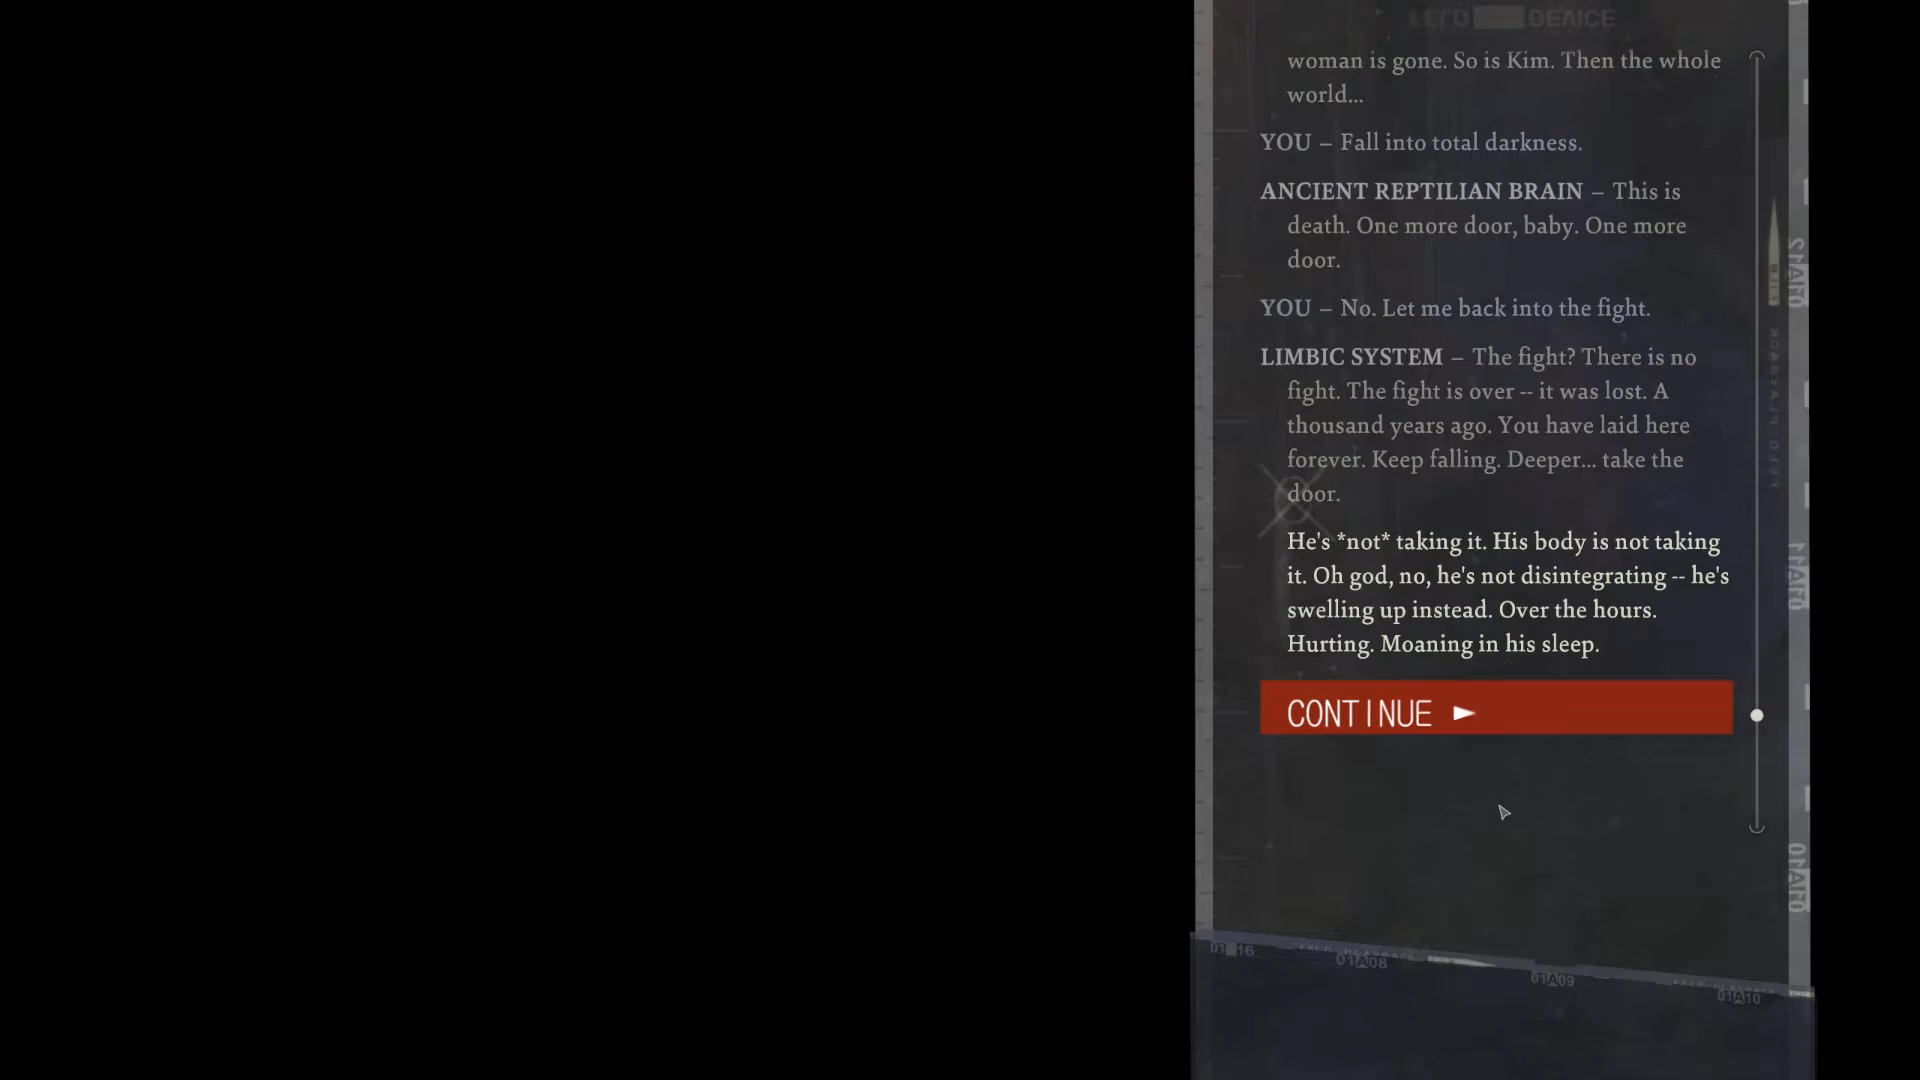 woman is gone. So is Kim. Then the whole
world...
YOU – Fall into total darkness.
ANCIENT REPTILIAN BRAIN – This is
death. One more door, baby. One more
door.
YOU – No. Let me back into the fight.
LIMBIC SYSTEM – The fight? There is no
fight. The fight is over -- it was lost. A
thousand years ago. You have laid here
forever. Keep falling. Deeper... take the
door.
He's *not* taking it. His body is not taking
it. Oh god, no, he's not disintegrating -- he's
swelling up instead. Over the hours.
Hurting. Moaning in his sleep.
CONTINUE
01A08
01A09
01A10